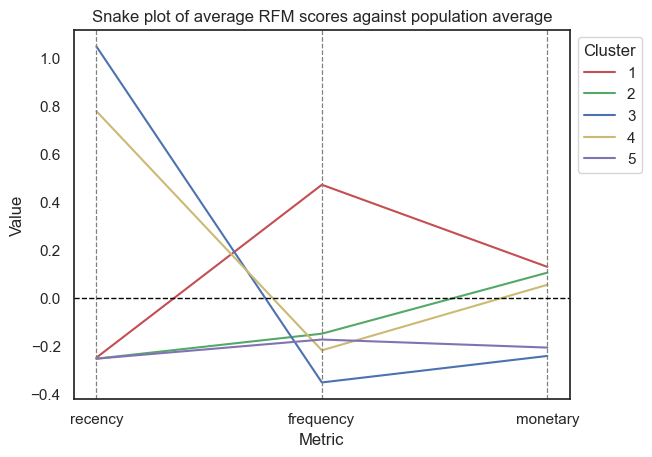 Snake plot of average RFM scores against population average
Value
1.0
0.8
0.6
0.4
0.2
0.0
−0.2
−0.4
recency
frequency
monetary
Metric
Cluster
1
2
3
4
5